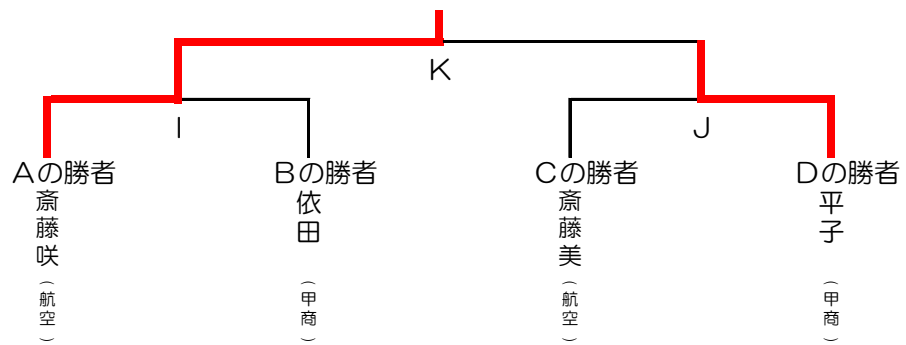 K
I
J
Aの勝者
斎藤咲
（航空）
Bの勝者
依田
（甲商）
Cの勝者
斎藤美
（航空）
Dの勝者
平子
（甲商）